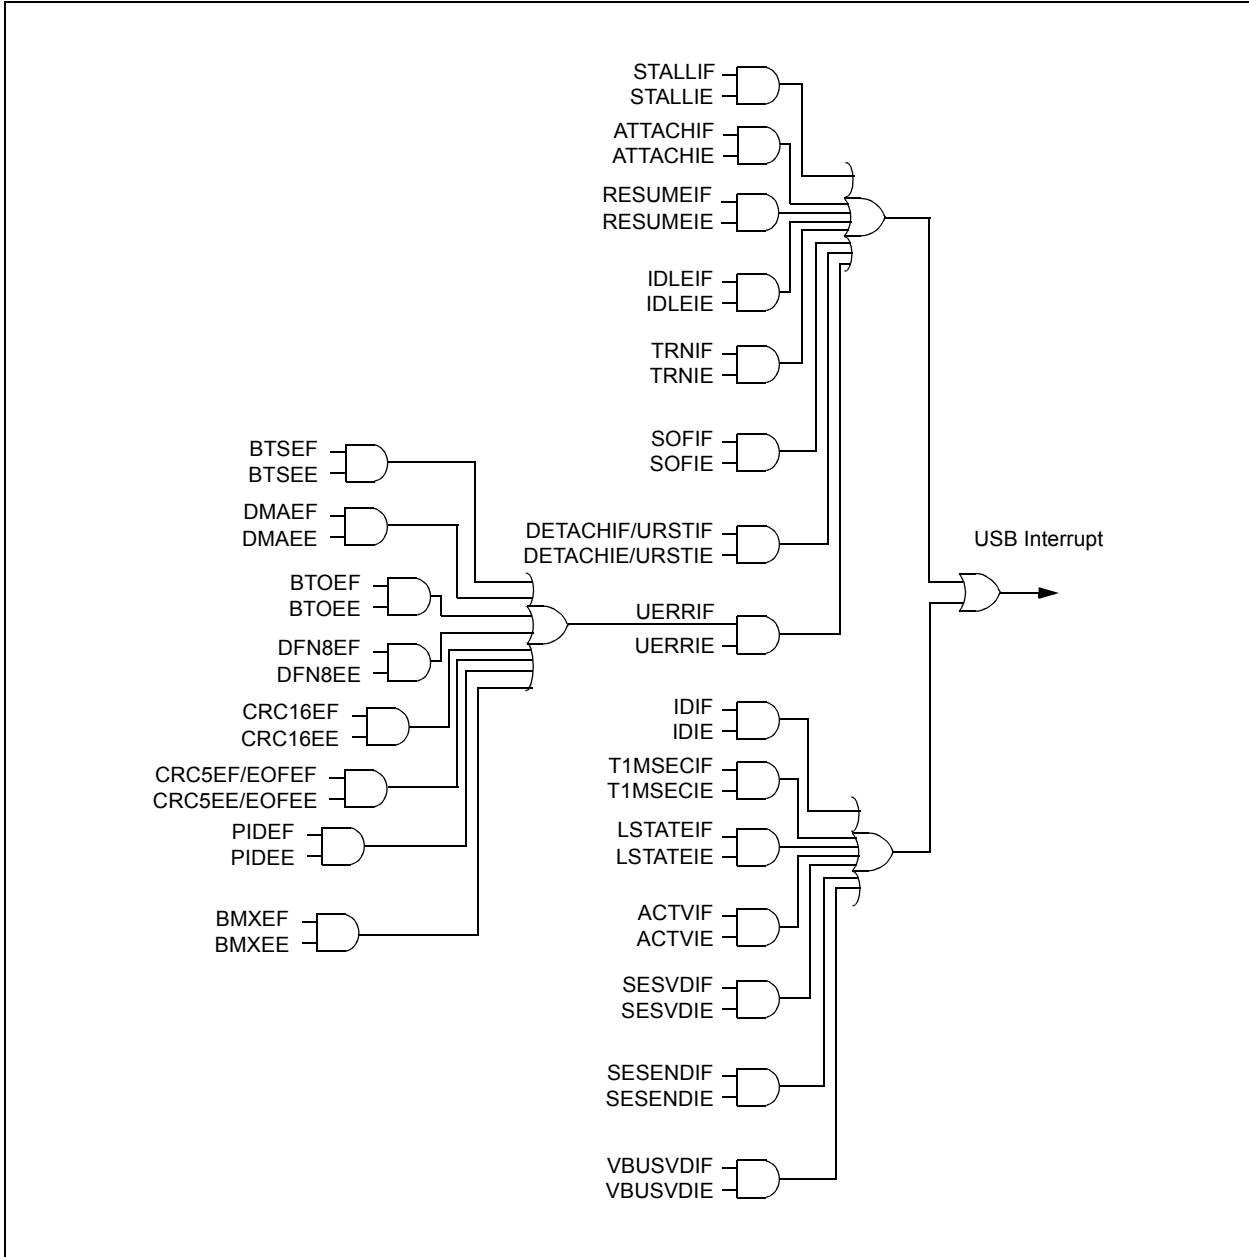 STALLIF
STALLIE
ATTACHIF
ATTACHIE
RESUMEIF
RESUMEIE
IDLEIF
IDLEIE
TRNIF
TRNIE
SOFIF
SOFIE
DETACHIF/URSTIF
DETACHIE/URSTIE
UERRIF
UERRIE
BTSEF
BTSEE
DMAEF
DMAEE
BTOEF
BTOEE
DFN8EF
DFN8EE
CRC16EF
CRC16EE
CRC5EF/EOFEF
CRC5EE/EOFEE
PIDEF
PIDEE
BMXEF
BMXEE
IDIF
IDIE
T1MSECIF
T1MSECIE
LSTATEIF
LSTATEIE
ACTVIF
ACTVIE
SESVDIF
SESVDIE
SESENDIF
SESENDIE
VBUSVDIF
VBUSVDIE
USB Interrupt